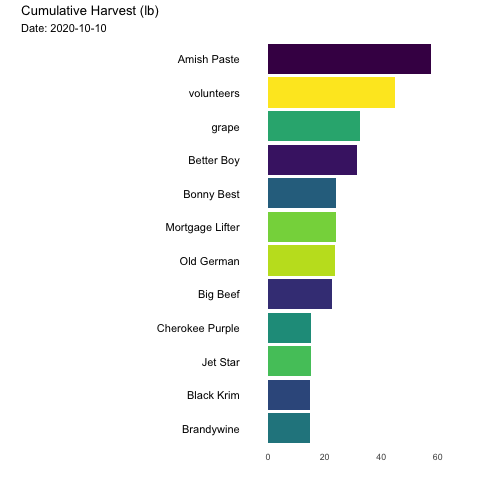 Cumulative Harvest (lb)
Date: 2020-10-10
Amish Paste
volunteers
grape
Better Boy
Bonny Best
Mortgage Lifter
Old German
Big Beef
Cherokee Purple
Jet Star
Black Krim
Brandywine
0 20 40 60